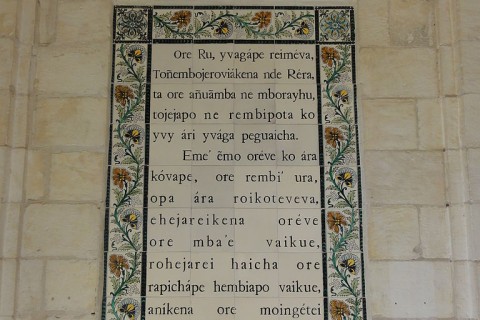 Ore Ru, yvagápe reiméva,
Toñembojeroviákena nde Réra,
ta ore añuãmba ne mborayhu,
tojejapo ne rembipota ko
yvy ári yvága peguaicha.
Eme' ẽmo oréve ko ára
kóvape, ore rembi' ura,
opa ára roikoteveva,
ehejareikena oréve
ore mba'e vaikue,
rohejarei haicha ore
rapichápe hembiapo vaikue,
aníkena ore moingétei